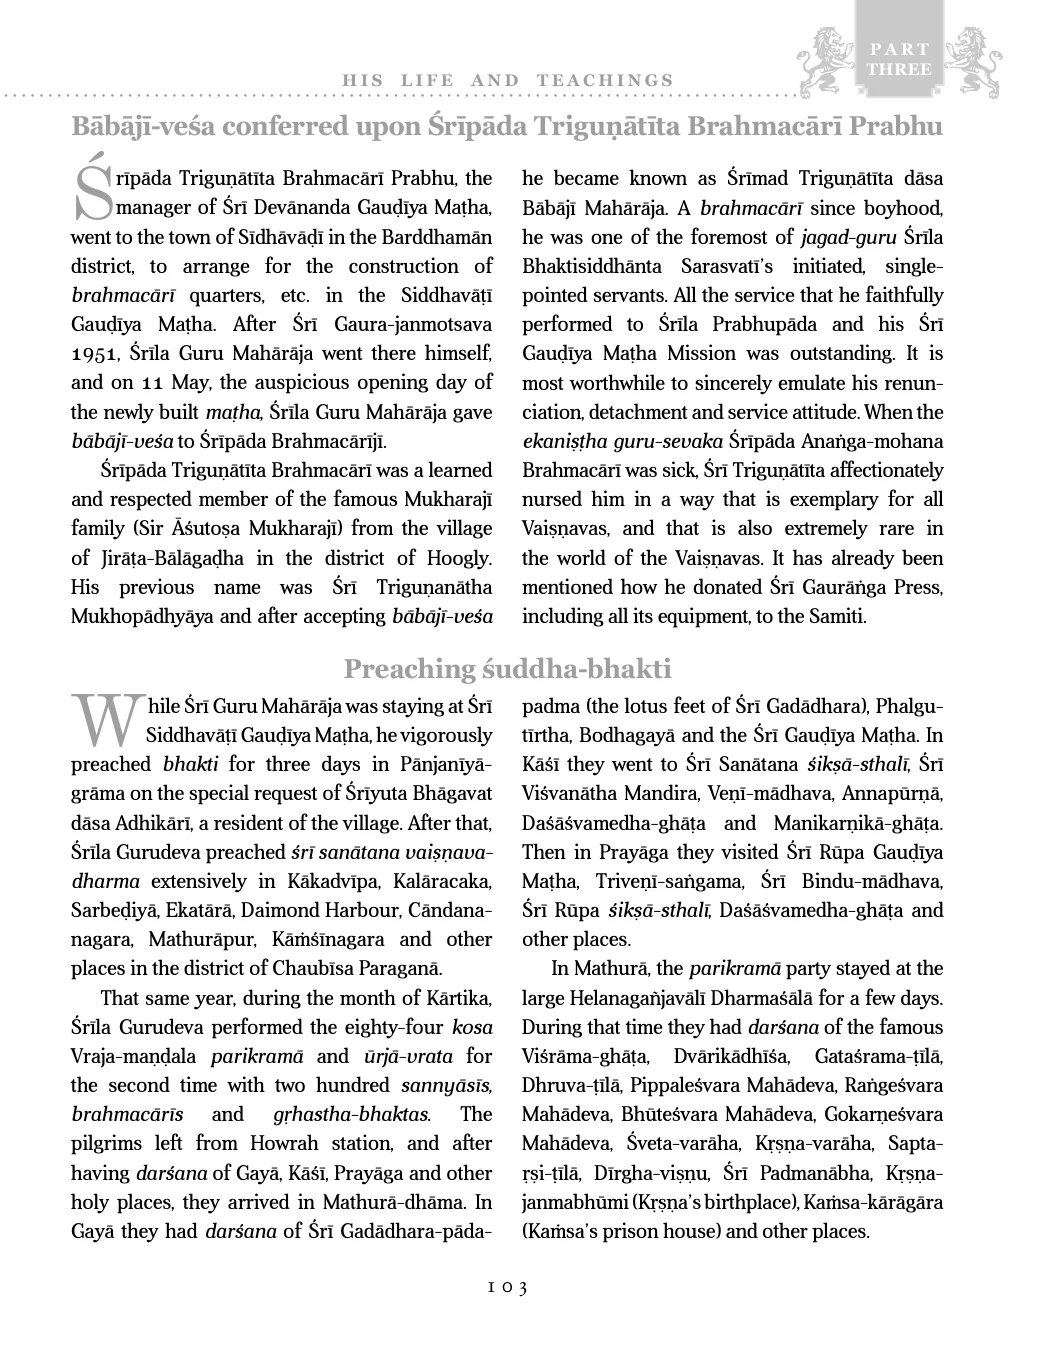 PART
THREE
HIS LIFE AND TEACHINGS
Bābājī-veśa conferred upon Śrīpāda Triguṇātīta Brahmacārī Prabhu
Śrīpāda Triguṇātīta Brahmacārī Prabhu, the
manager of Śrī Devānanda Gauḍīya Maṭha,
went to the town of Sīdhāvāḍī in the Barddhamān
district, to arrange for the construction of
brahmacārī quarters, etc. in the Siddhavāṭī
Gauḍīya Maṭha. After Śrī Gaura-janmotsava
1951, Śrīla Guru Mahārāja went there himself,
and on 11 May, the auspicious opening day of
the newly built maṭha, Śrīla Guru Mahārāja gave
bābājī-veśa to Śrīpāda Brahmacārījī.
Śrīpāda Triguṇātīta Brahmacārī was a learned
and respected member of the famous Mukharajī
family (Sir Āśutoṣa Mukharajī) from the village
of Jirāṭa-Bālāgaḍha in the district of Hoogly.
His previous name was Śrī Triguṇanātha
Mukhopādhyāya and after accepting bābājī-veśa
he became known as Śrīmad Triguṇātīta dāsa
Bābājī Mahārāja. A brahmacārī since boyhood,
he was one of the foremost of jagad-guru Śrīla
Bhaktisiddhānta Sarasvatī's initiated, single-
pointed servants. All the service that he faithfully
performed to Śrīla Prabhupāda and his Śrī
Gauḍīya Maṭha Mission was outstanding. It is
most worthwhile to sincerely emulate his renun-
ciation, detachment and service attitude. When the
ekaniṣṭha guru-sevaka Śrīpāda Anaṅga-mohana
Brahmacārī was sick, Śrī Triguṇātīta affectionately
nursed him in a way that is exemplary for all
Vaiṣṇavas, and that is also extremely rare in
the world of the Vaiṣṇavas. It has already been
mentioned how he donated Śrī Gaurāṅga Press,
including all its equipment, to the Samiti.
Preaching śuddha-bhakti
While Śrī Guru Mahārāja was staying at Śrī
Siddhavāṭī Gauḍīya Maṭha, he vigorously
preached bhakti for three days in Pānjanīyā-
grāma on the special request of Śrīyuta Bhāgavat
dāsa Adhikārī, a resident of the village. After that,
Śrīla Gurudeva preached śrī sanātana vaiṣṇava-
dharma extensively in Kākadvīpa, Kalāracaka,
Sarbeḍiyā, Ekatārā, Daimond Harbour, Cāndana-
nagara, Mathurāpur, Kāṁśīnagara and other
places in the district of Chaubīsa Paraganā.
That same year, during the month of Kārtika,
Śrīla Gurudeva performed the eighty-four kosa
Vraja-maṇḍala parikramā and ūrjā-vrata for
the second time with two hundred sannyāsīs,
brahmacārīs and gṛhastha-bhaktas. The
pilgrims left from Howrah station, and after
having darśana of Gayā, Kāśī, Prayāga and other
holy places, they arrived in Mathurā-dhāma. In
Gayā they had darśana of Śrī Gadādhara-pāda-
padma (the lotus feet of Śrī Gadādhara), Phalgu-
tīrtha, Bodhagayā and the Śrī Gauḍīya Maṭha. In
Kāśī they went to Śrī Sanātana śikṣā-sthalī, Śrī
Viśvanātha Mandira, Veṇī-mādhava, Annapūrṇā,
Daśāśvamedha-ghāṭa and Manikarṇikā-ghāṭa.
Then in Prayāga they visited Śrī Rūpa Gauḍīya
Maṭha, Triveṇī-saṅgama, Śrī Bindu-mādhava,
Śrī Rūpa śikṣā-sthalī, Daśāśvamedha-ghāṭa and
other places.
In Mathurā, the parikramā party stayed at the
large Helanagañjavālī Dharmaśālā for a few days.
During that time they had darśana of the famous
Viśrāma-ghāṭa, Dvārikādhīśa, Gataśrama-ṭīlā,
Dhruva-ṭīlā, Pippaleśvara Mahādeva, Raṅgeśvara
Mahādeva, Bhūteśvara Mahādeva, Gokarṇeśvara
Mahādeva, Śveta-varāha, Kṛṣṇa-varāha, Sapta-
ṛṣi-ṭīlā, Dīrgha-viṣṇu, Śrī Padmanābha, Kṛṣṇa-
janmabhūmi (Kṛṣṇa's birthplace), Kaṁsa-kārāgāra
(Kaṁsa's prison house) and other places.
103